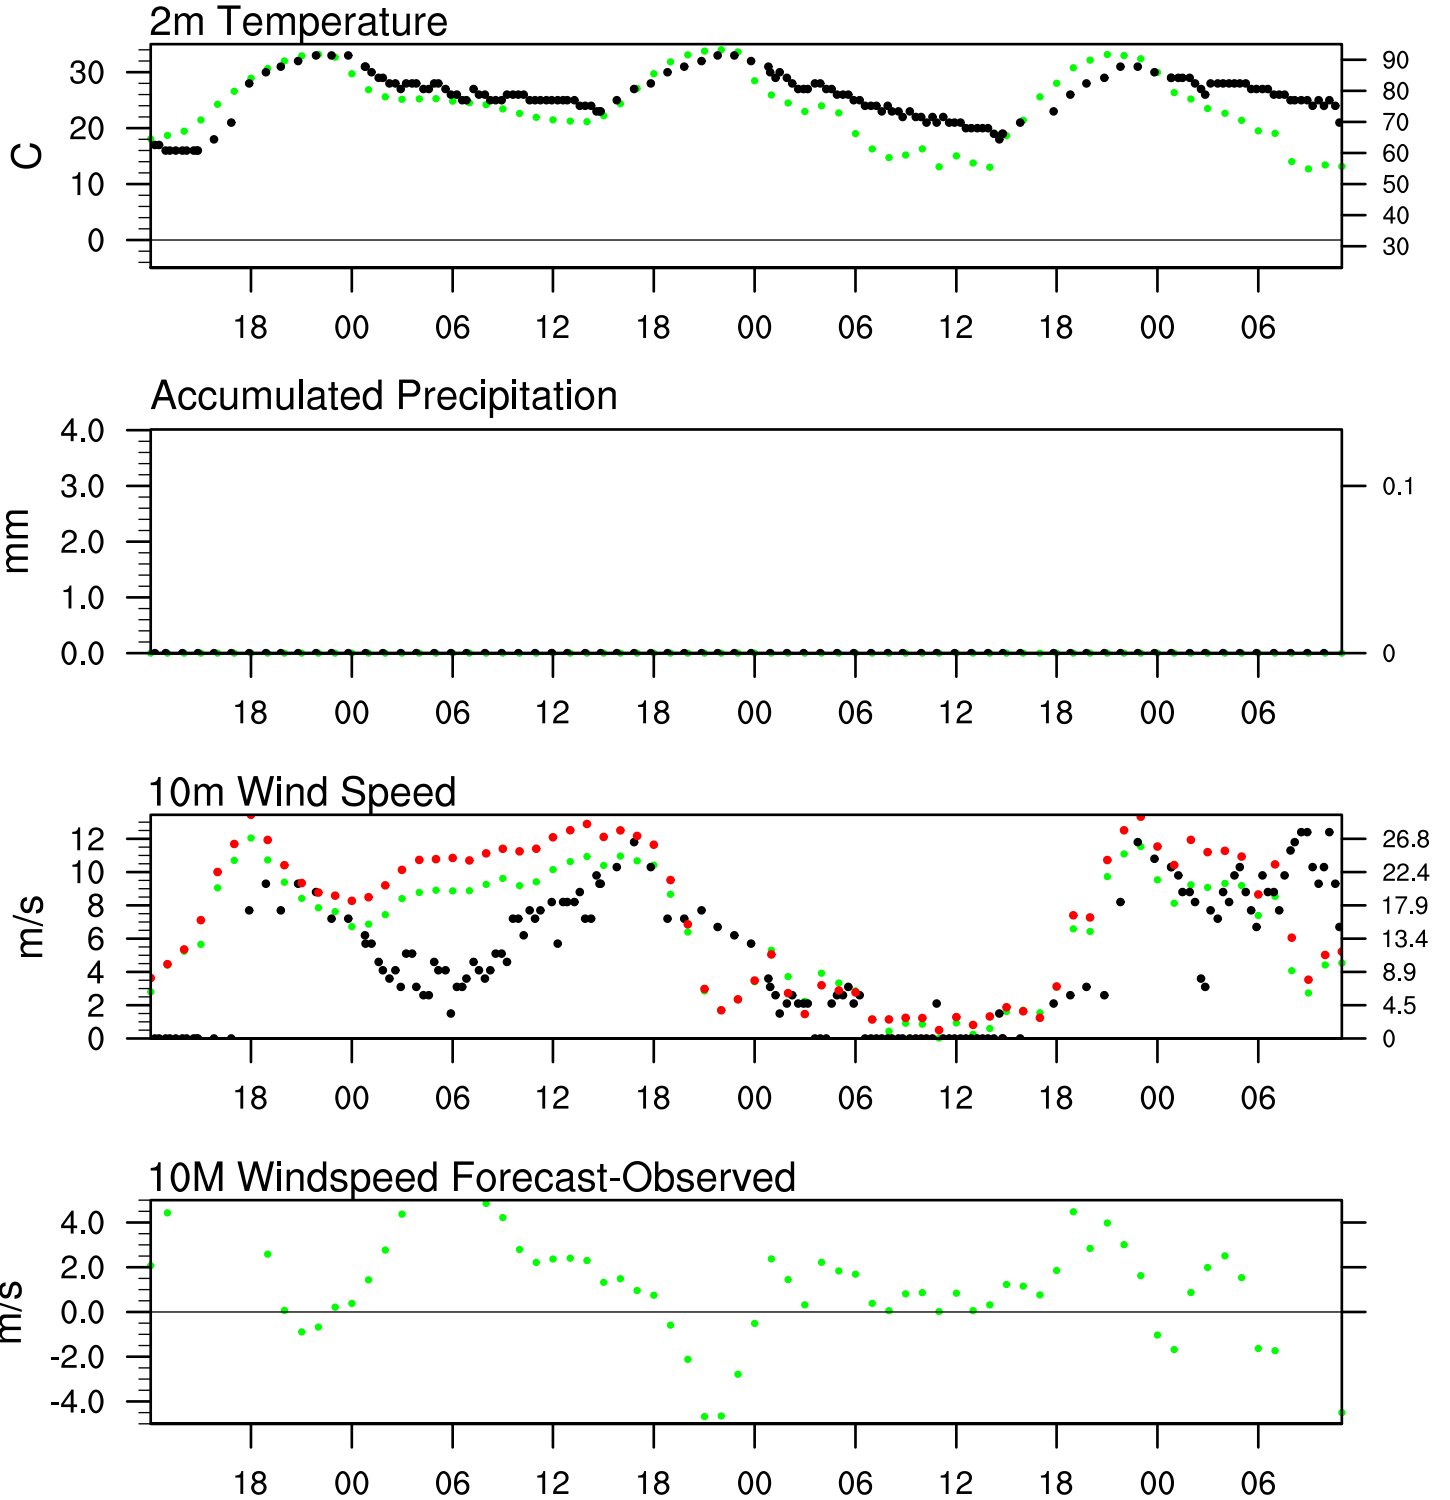 2m Temperature
30 90
80
20 70
C 60
10 50
40
0 30
18 00 06 12 18 00 06 12 18 00 06
Accumulated Precipitation
4.0
3.0 0.1
mm 2.0
1.0
0.0 0
18 00 06 12 18 00 06 12 18 00 06
10m Wind Speed
12 26.8
10 22.4
8 17.9
m/s 6 13.4
4 8.9
2 4.5
0 0
18 00 06 12 18 00 06 12 18 00 06
10M Windspeed Forecast-Observed
4.0
2.0
m/s 0.0
-2.0
-4.0
18 00 06 12 18 00 06 12 18 00 06